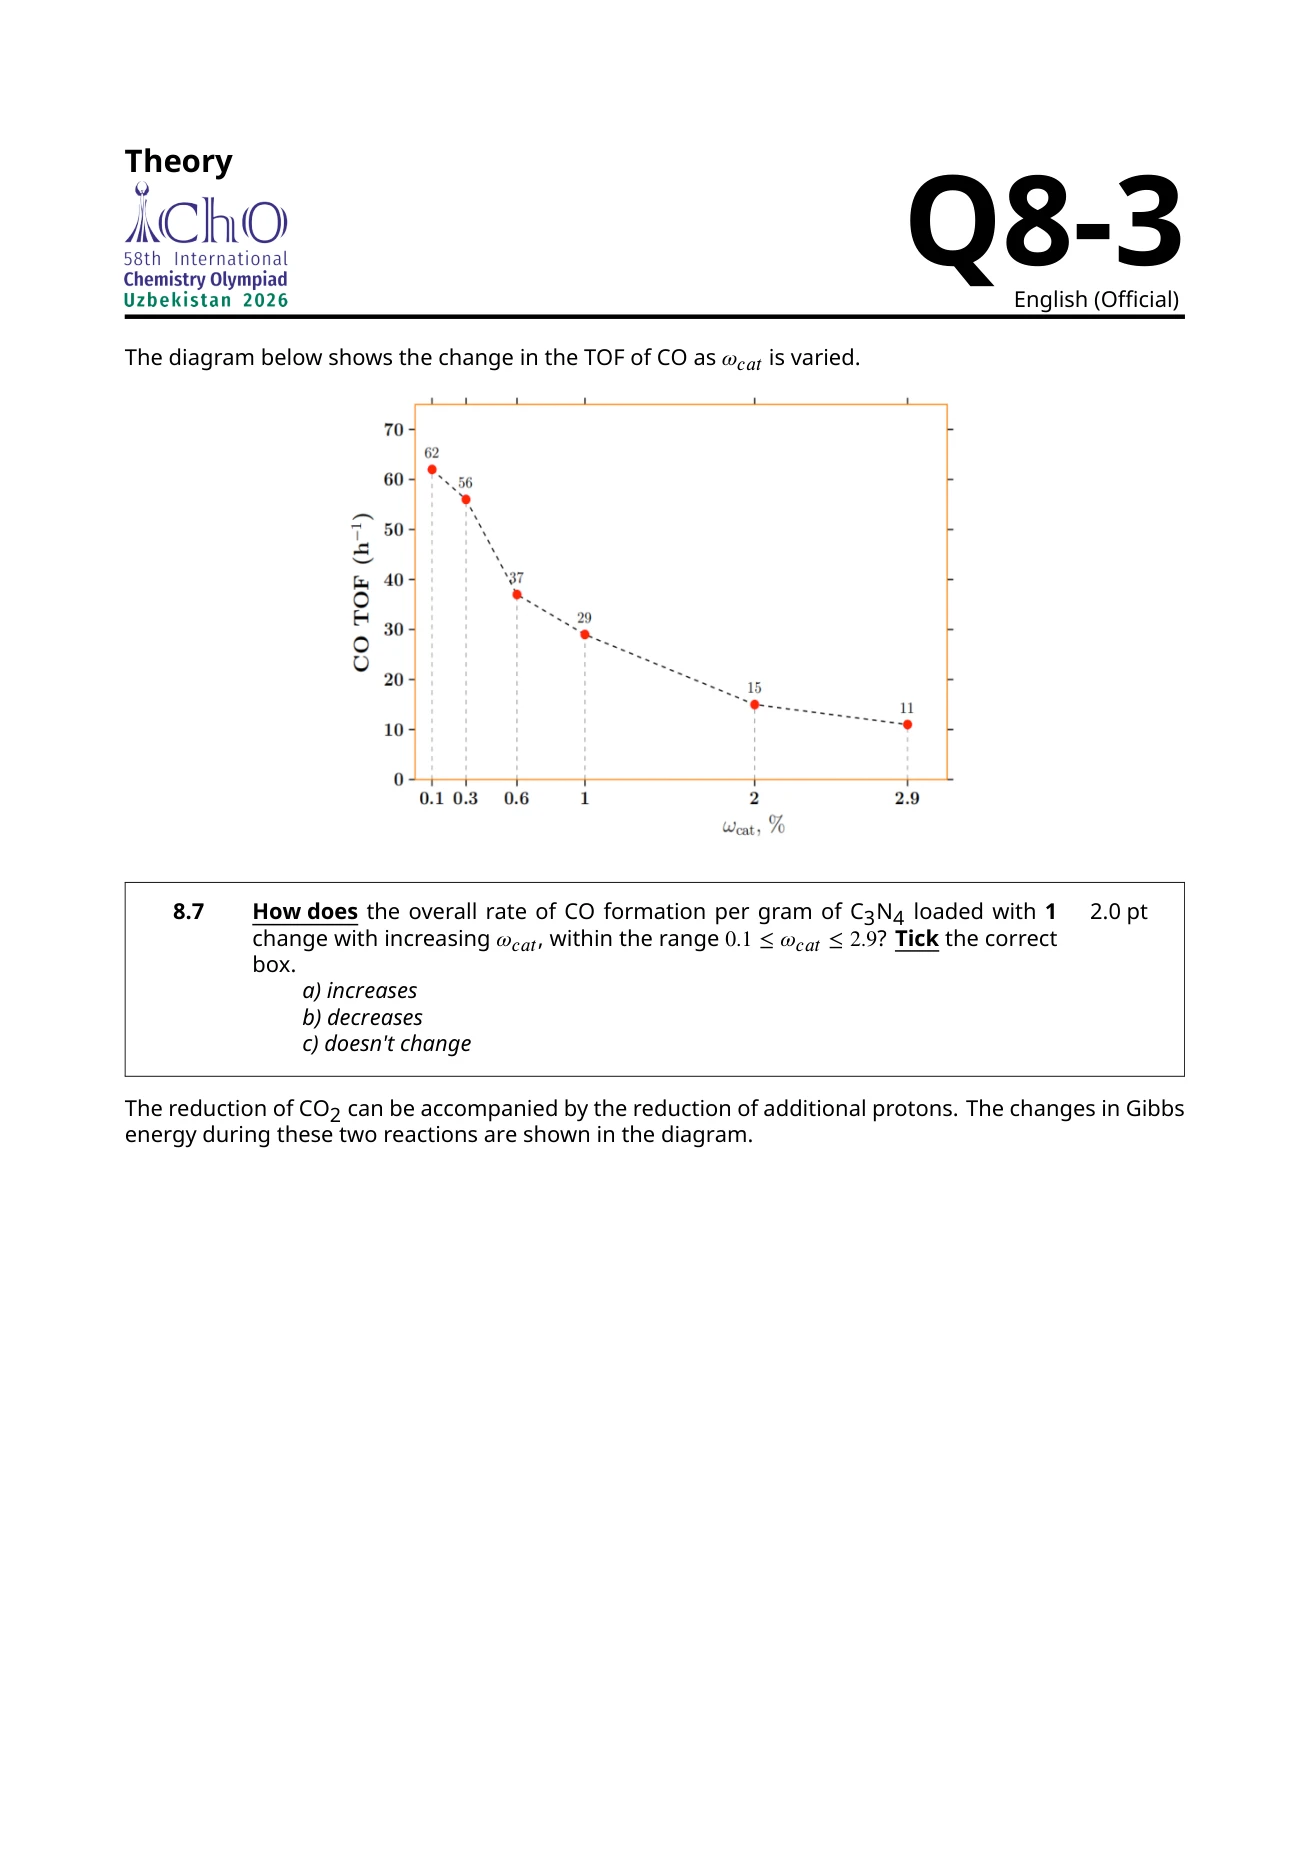 Theory
IChO
58th International
Chemistry Olympiad
Uzbekistan 2026
Q8-3
English (Official)
The diagram below shows the change in the TOF of CO as ω_cat is varied.
CO TOF (h⁻¹)
70
60
50
40
30
20
10
0
62
56
37
29
15
11
0.1 0.3 0.6 1 2 2.9
ω_cat, %
8.7 How does the overall rate of CO formation per gram of C₃N₄ loaded with 1 2.0 pt
change with increasing ω_cat, within the range 0.1 ≤ ω_cat ≤ 2.9? Tick the correct
box.
a) increases
b) decreases
c) doesn't change
The reduction of CO₂ can be accompanied by the reduction of additional protons. The changes in Gibbs
energy during these two reactions are shown in the diagram.